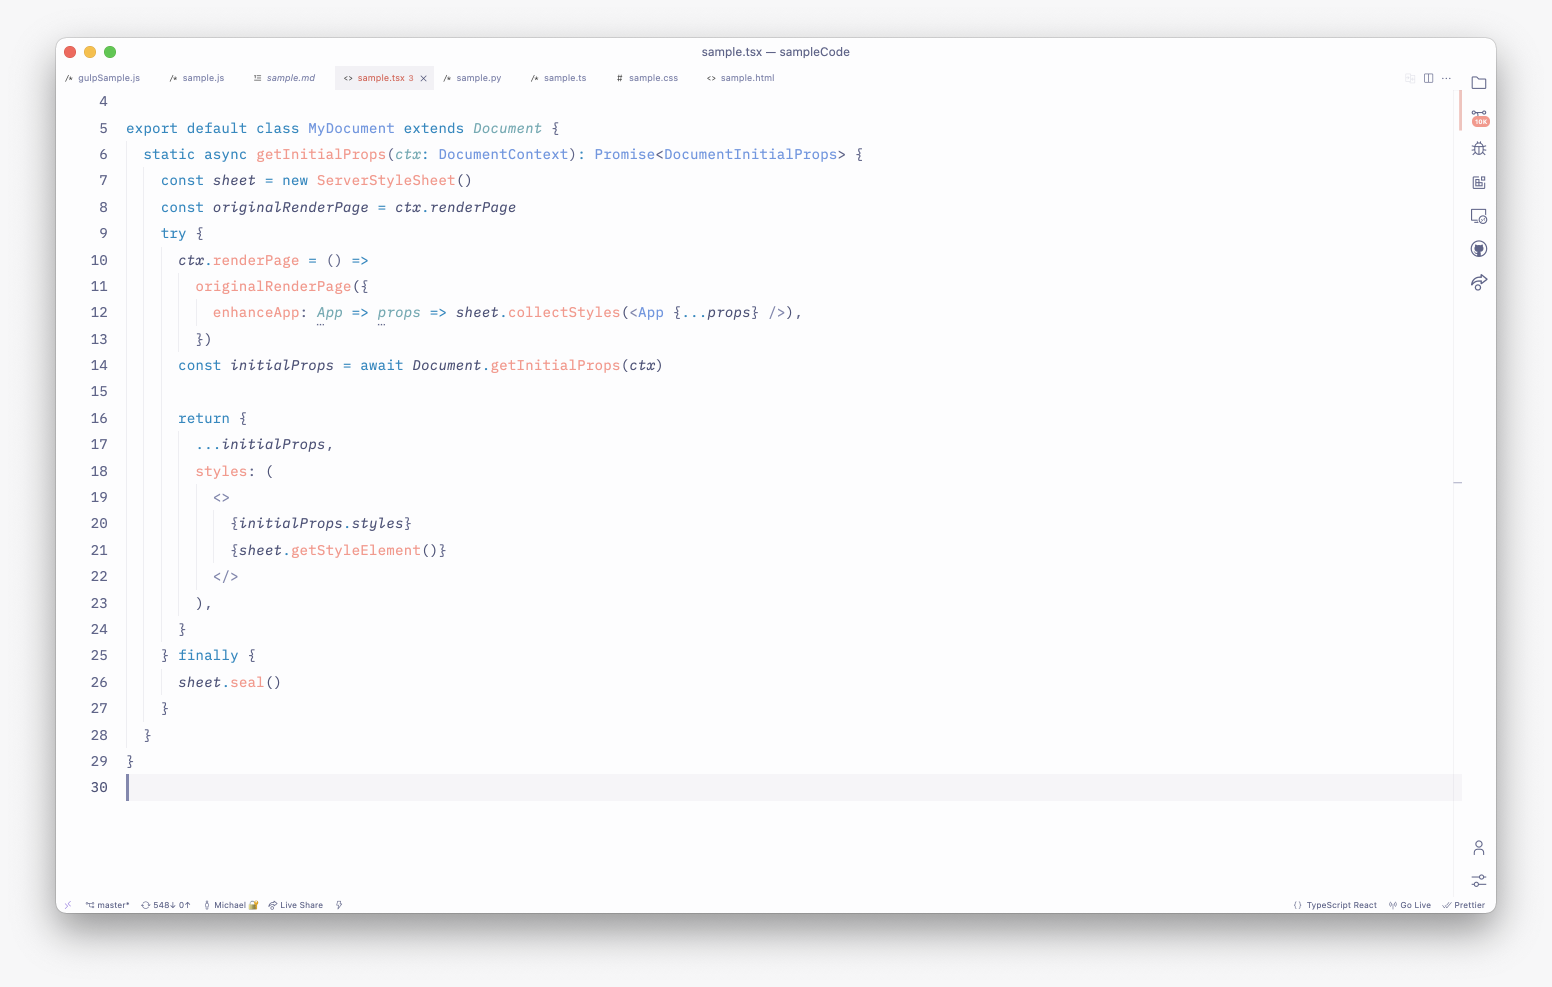 sample.tsx — sampleCode
gulpSample.js sample.js sample.md sample.tsx 3 sample.py sample.ts # sample.css <> sample.html
4
5 export default class MyDocument extends Document {
6 static async getInitialProps(ctx: DocumentContext): Promise<DocumentInitialProps> {
7 const sheet = new ServerStyleSheet()
8 const originalRenderPage = ctx.renderPage
9 try {
10 ctx.renderPage = () =>
11 originalRenderPage({
12 enhanceApp: App => props => sheet.collectStyles(<App {...props} />),
13 })
14 const initialProps = await Document.getInitialProps(ctx)
15
16 return {
17 ...initialProps,
18 styles: (
19 <>
20 {initialProps.styles}
21 {sheet.getStyleElement()}
22 </>
23 ),
24 }
25 } finally {
26 sheet.seal()
27 }
28 }
29 }
30
10K
master* 548↓ 0↑ Michael Live Share {} TypeScript React Go Live Prettier